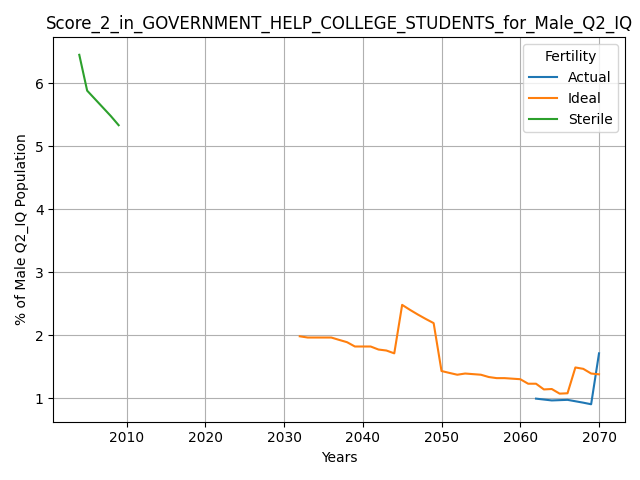 Score_2_in_GOVERNMENT_HELP_COLLEGE_STUDENTS_for_Male_Q2_IQ
Fertility
Actual
Ideal
Sterile
% of Male Q2_IQ Population
6
5
4
3
2
1
2010 2020 2030 2040 2050 2060 2070
Years